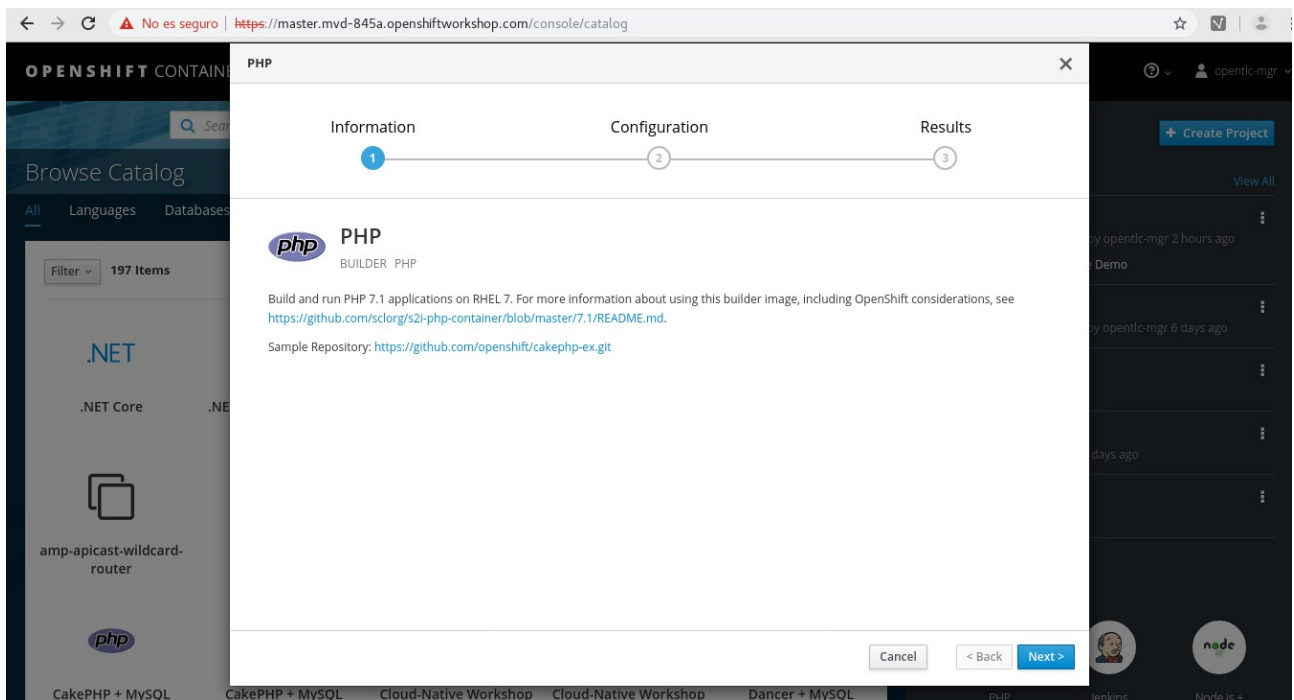 No es seguro | https://master.mvd-845a.openshiftworkshop.com/console/catalog
OPENSHIFT CONTAINE
opentlc-mgr
PHP
Information
Configuration
Results
1
2
3
Sear
+ Create Project
Browse Catalog
View All
All Languages Databases
by opentlc-mgr 2 hours ago
Demo
Filter
197 Items
php
PHP
BUILDER PHP
Build and run PHP 7.1 applications on RHEL 7. For more information about using this builder image, including OpenShift considerations, see
https://github.com/sclorg/s2i-php-container/blob/master/7.1/README.md.
Sample Repository: https://github.com/openshift/cakephp-ex.git
by opentlc-mgr 6 days ago
.NET
.NET Core
.NE
days ago
amp-apicast-wildcard-
router
php
Cancel
< Back
Next >
node
CakePHP + MySQL
CakePHP + MySQL
Cloud-Native Workshop
Cloud-Native Workshop
Dancer + MySQL
PHP
Jenkins
Node.js +